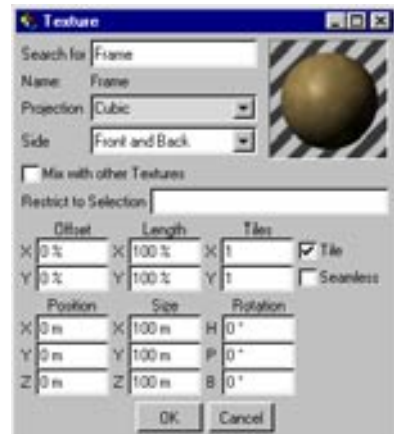 Texture
Search for Frame
Name: Frame
Projection Cubic
Side Front and Back
Mix with other Textures
Restrict to Selection
Offset Length Tiles
X 0 % X 100 % X 1 Tile
Y 0 % Y 100 % Y 1 Seamless
Position Size Rotation
X 0 m X 100 m H 0 °
Y 0 m Y 100 m P 0 °
Z 0 m Z 100 m B 0 °
OK Cancel